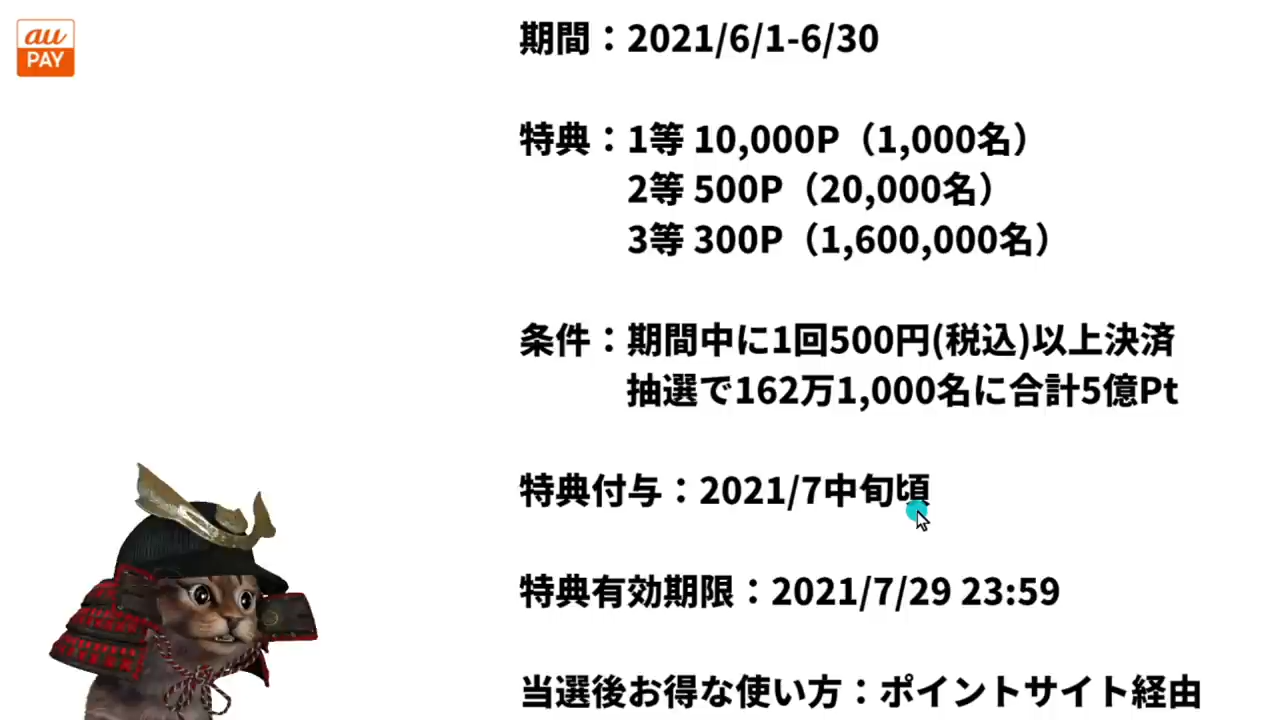 au
PAY
期間：2021/6/1-6/30
特典：1等 10,000P（1,000名）
2等 500P（20,000名）
3等 300P（1,600,000名）
条件：期間中に1回500円(税込)以上決済
抽選で162万1,000名に合計5億Pt
特典付与：2021/7中旬頃
特典有効期限：2021/7/29 23:59
当選後お得な使い方：ポイントサイト経由